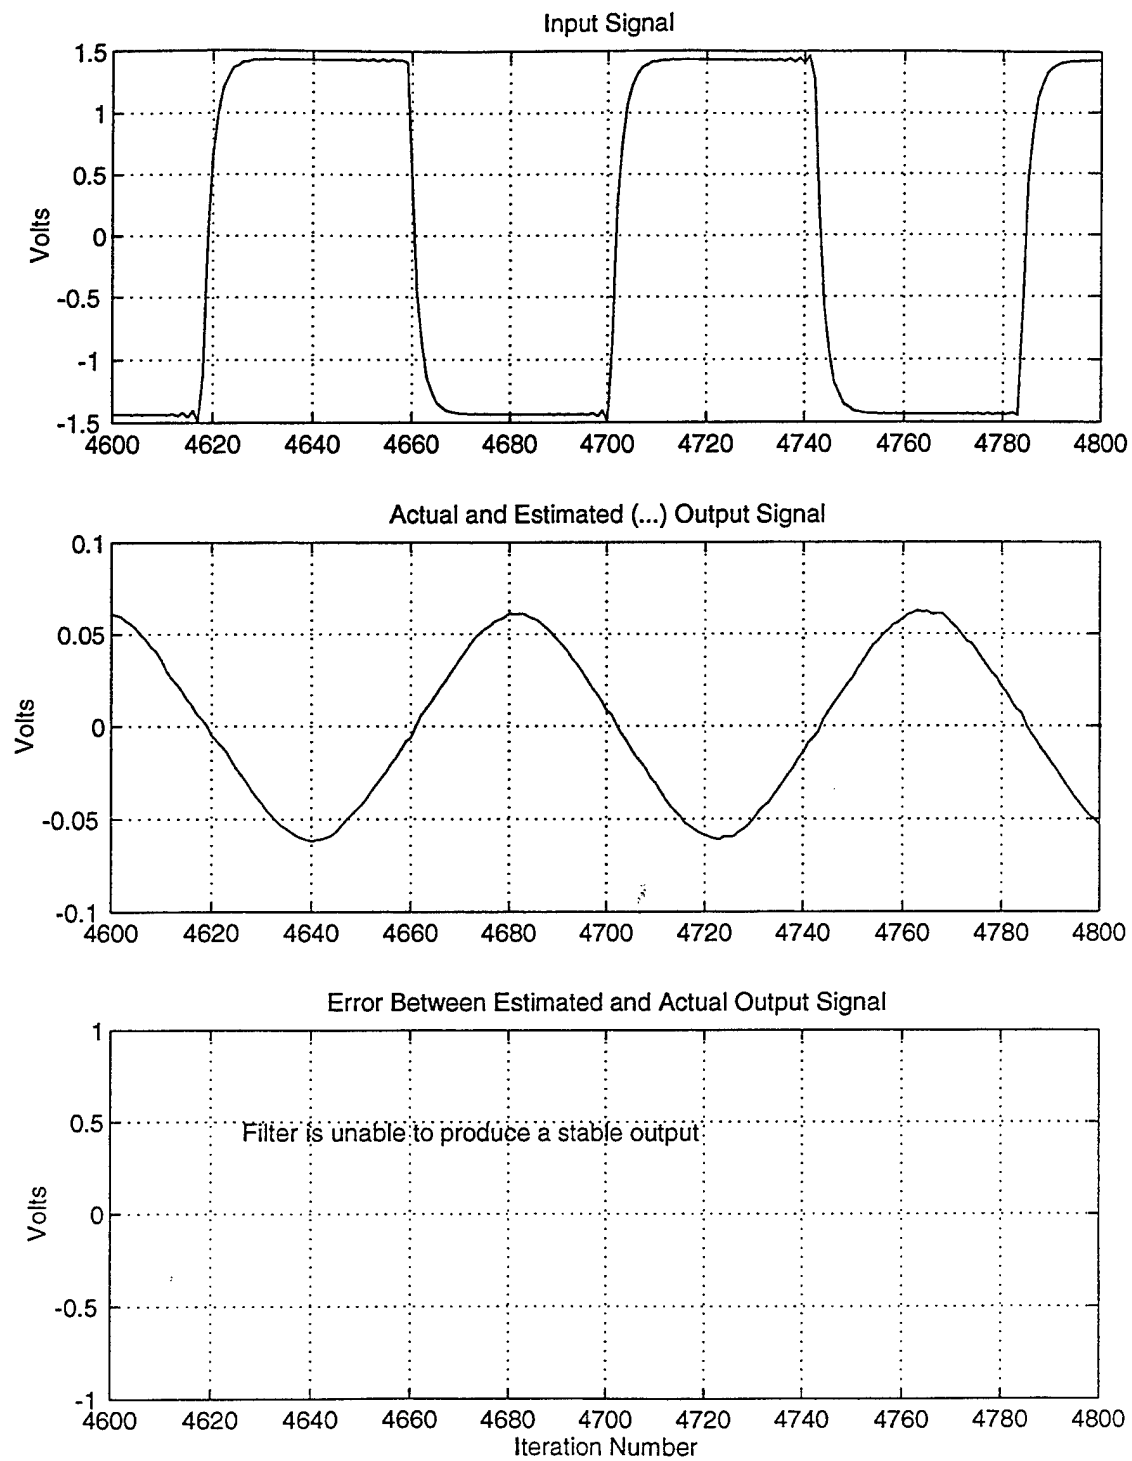 Input Signal
1.5
1
0.5
0
-0.5
-1
-1.5
Volts
4600 4620 4640 4660 4680 4700 4720 4740 4760 4780 4800
Actual and Estimated (...) Output Signal
0.1
0.05
0
-0.05
-0.1
Volts
4600 4620 4640 4660 4680 4700 4720 4740 4760 4780 4800
Error Between Estimated and Actual Output Signal
1
0.5
0
-0.5
-1
Volts
Filter is unable to produce a stable output
4600 4620 4640 4660 4680 4700 4720 4740 4760 4780 4800
Iteration Number